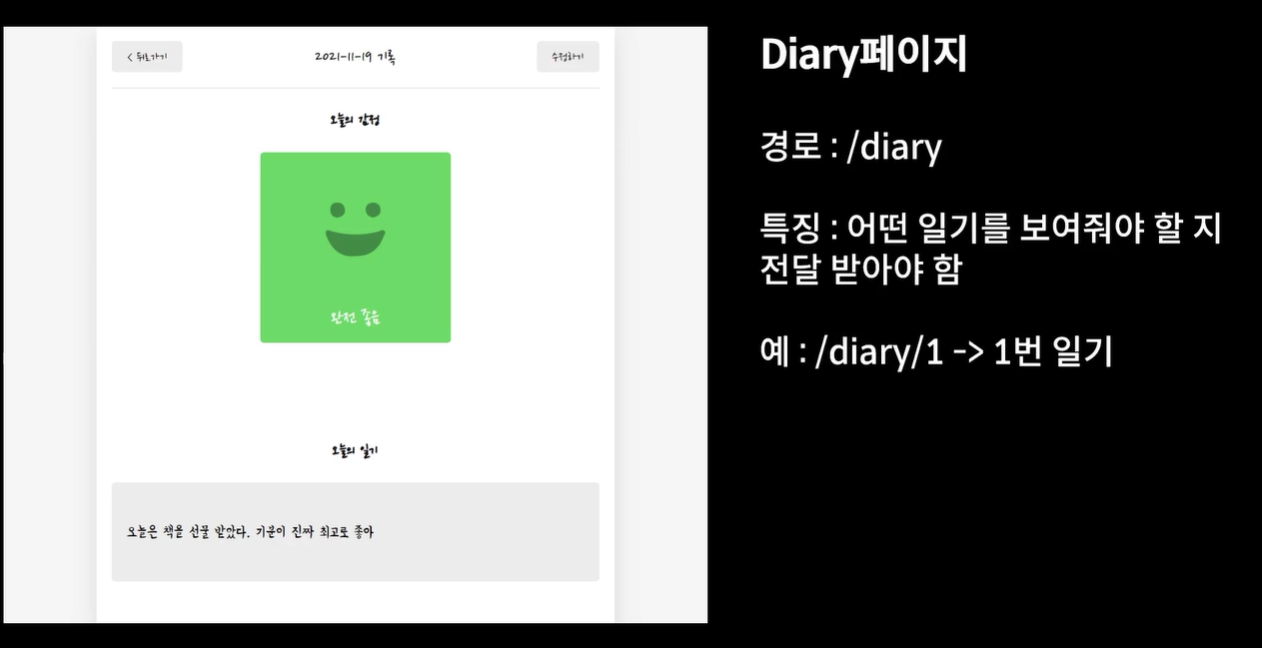 < 뒤로가기
2021-11-19 기록
수정하기
오늘의 감정
완전 좋음
오늘의 일기
오늘은 책을 선물 받았다. 기분이 진짜 최고로 좋아
Diary페이지
경로 : /diary
특징 : 어떤 일기를 보여줘야 할 지
전달 받아야 함
예 : /diary/1 -> 1번 일기